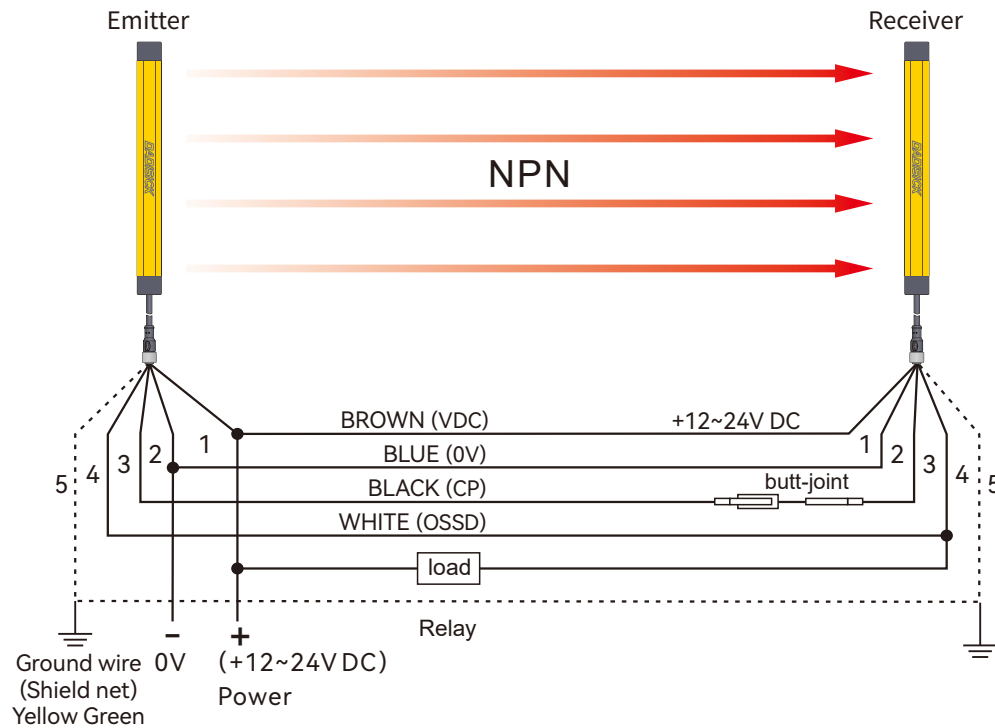 Emitter
Receiver
DADISICK
DADISICK
NPN
BROWN (VDC)
+12~24V DC
BLUE (0V)
BLACK (CP)
butt-joint
WHITE (OSSD)
load
1
2
3
4
5
1
2
3
4
5
Relay
-
+
Ground wire
0V
(+12~24V DC)
(Shield net)
Power
Yellow Green